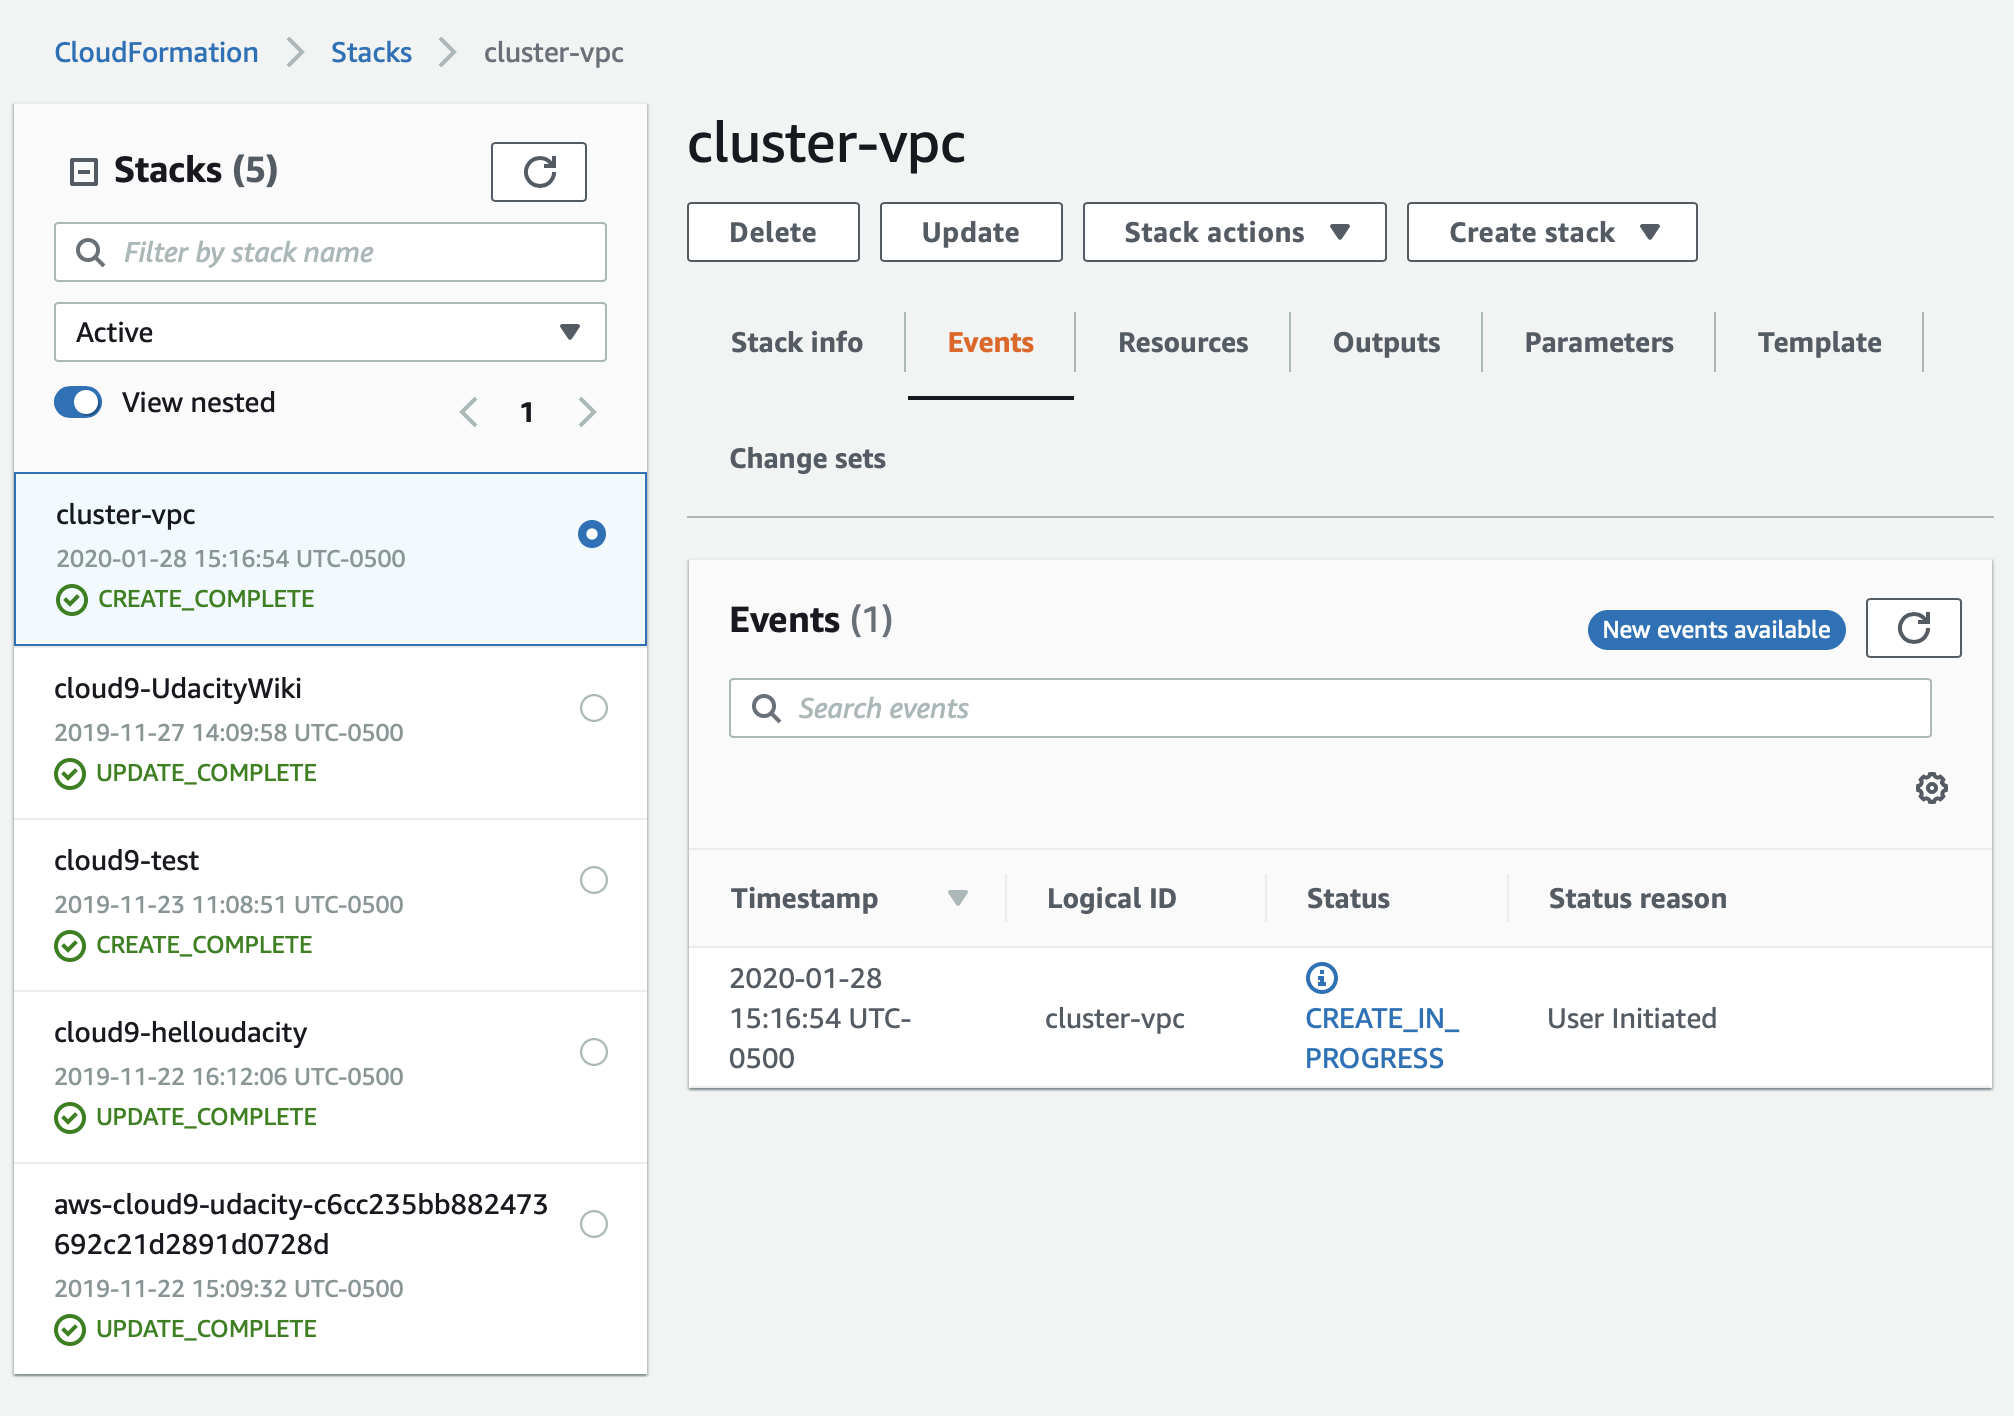 CloudFormation > Stacks > cluster-vpc
Stacks (5)
Filter by stack name
Active
View nested
1
cluster-vpc
2020-01-28 15:16:54 UTC-0500
CREATE_COMPLETE
cloud9-UdacityWiki
2019-11-27 14:09:58 UTC-0500
UPDATE_COMPLETE
cloud9-test
2019-11-23 11:08:51 UTC-0500
CREATE_COMPLETE
cloud9-helloudacity
2019-11-22 16:12:06 UTC-0500
UPDATE_COMPLETE
aws-cloud9-udacity-c6cc235bb882473
692c21d2891d0728d
2019-11-22 15:09:32 UTC-0500
UPDATE_COMPLETE
cluster-vpc
Delete Update Stack actions Create stack
Stack info Events Resources Outputs Parameters Template
Change sets
Events (1)
New events available
Search events
Timestamp Logical ID Status Status reason
2020-01-28
15:16:54 UTC-
0500
cluster-vpc
CREATE_IN_
PROGRESS
User Initiated